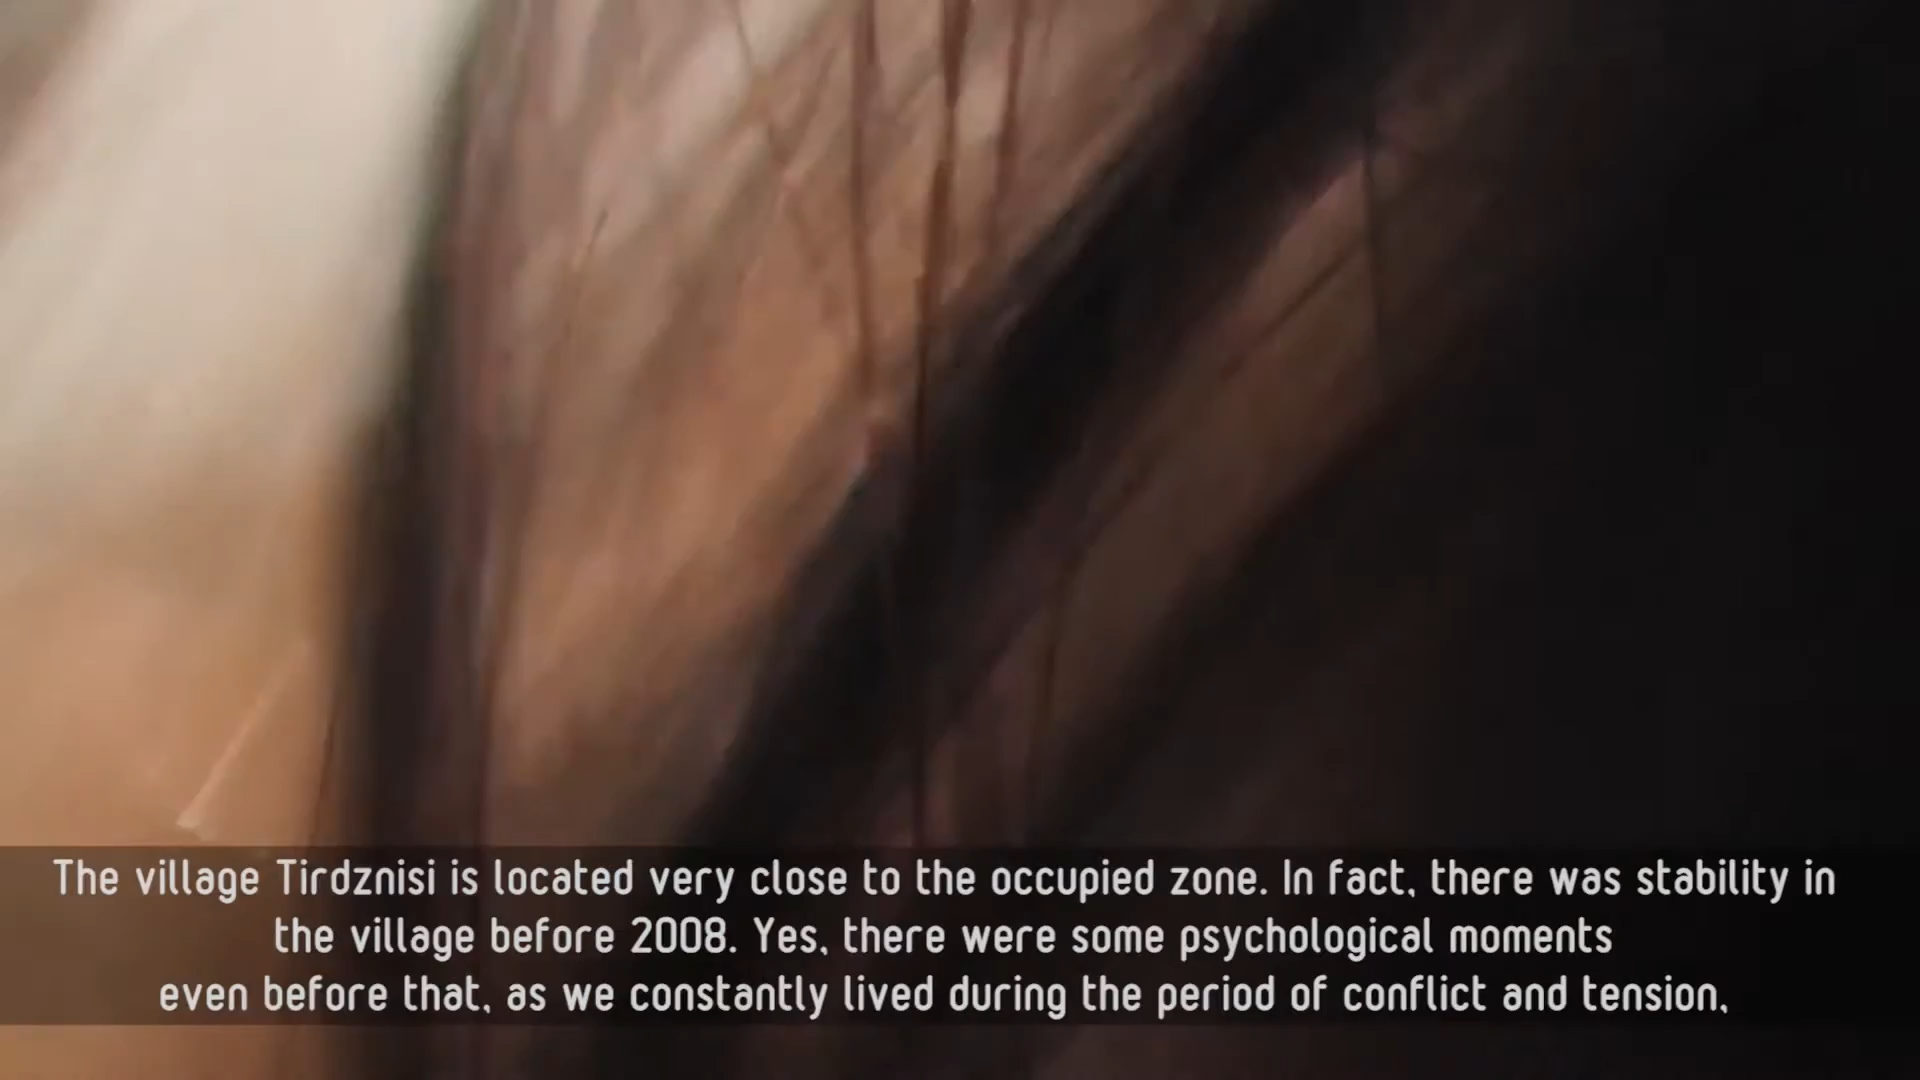 The village Tirdznisi is located very close to the occupied zone. In fact, there was stability in
the village before 2008. Yes, there were some psychological moments
even before that, as we constantly lived during the period of conflict and tension,